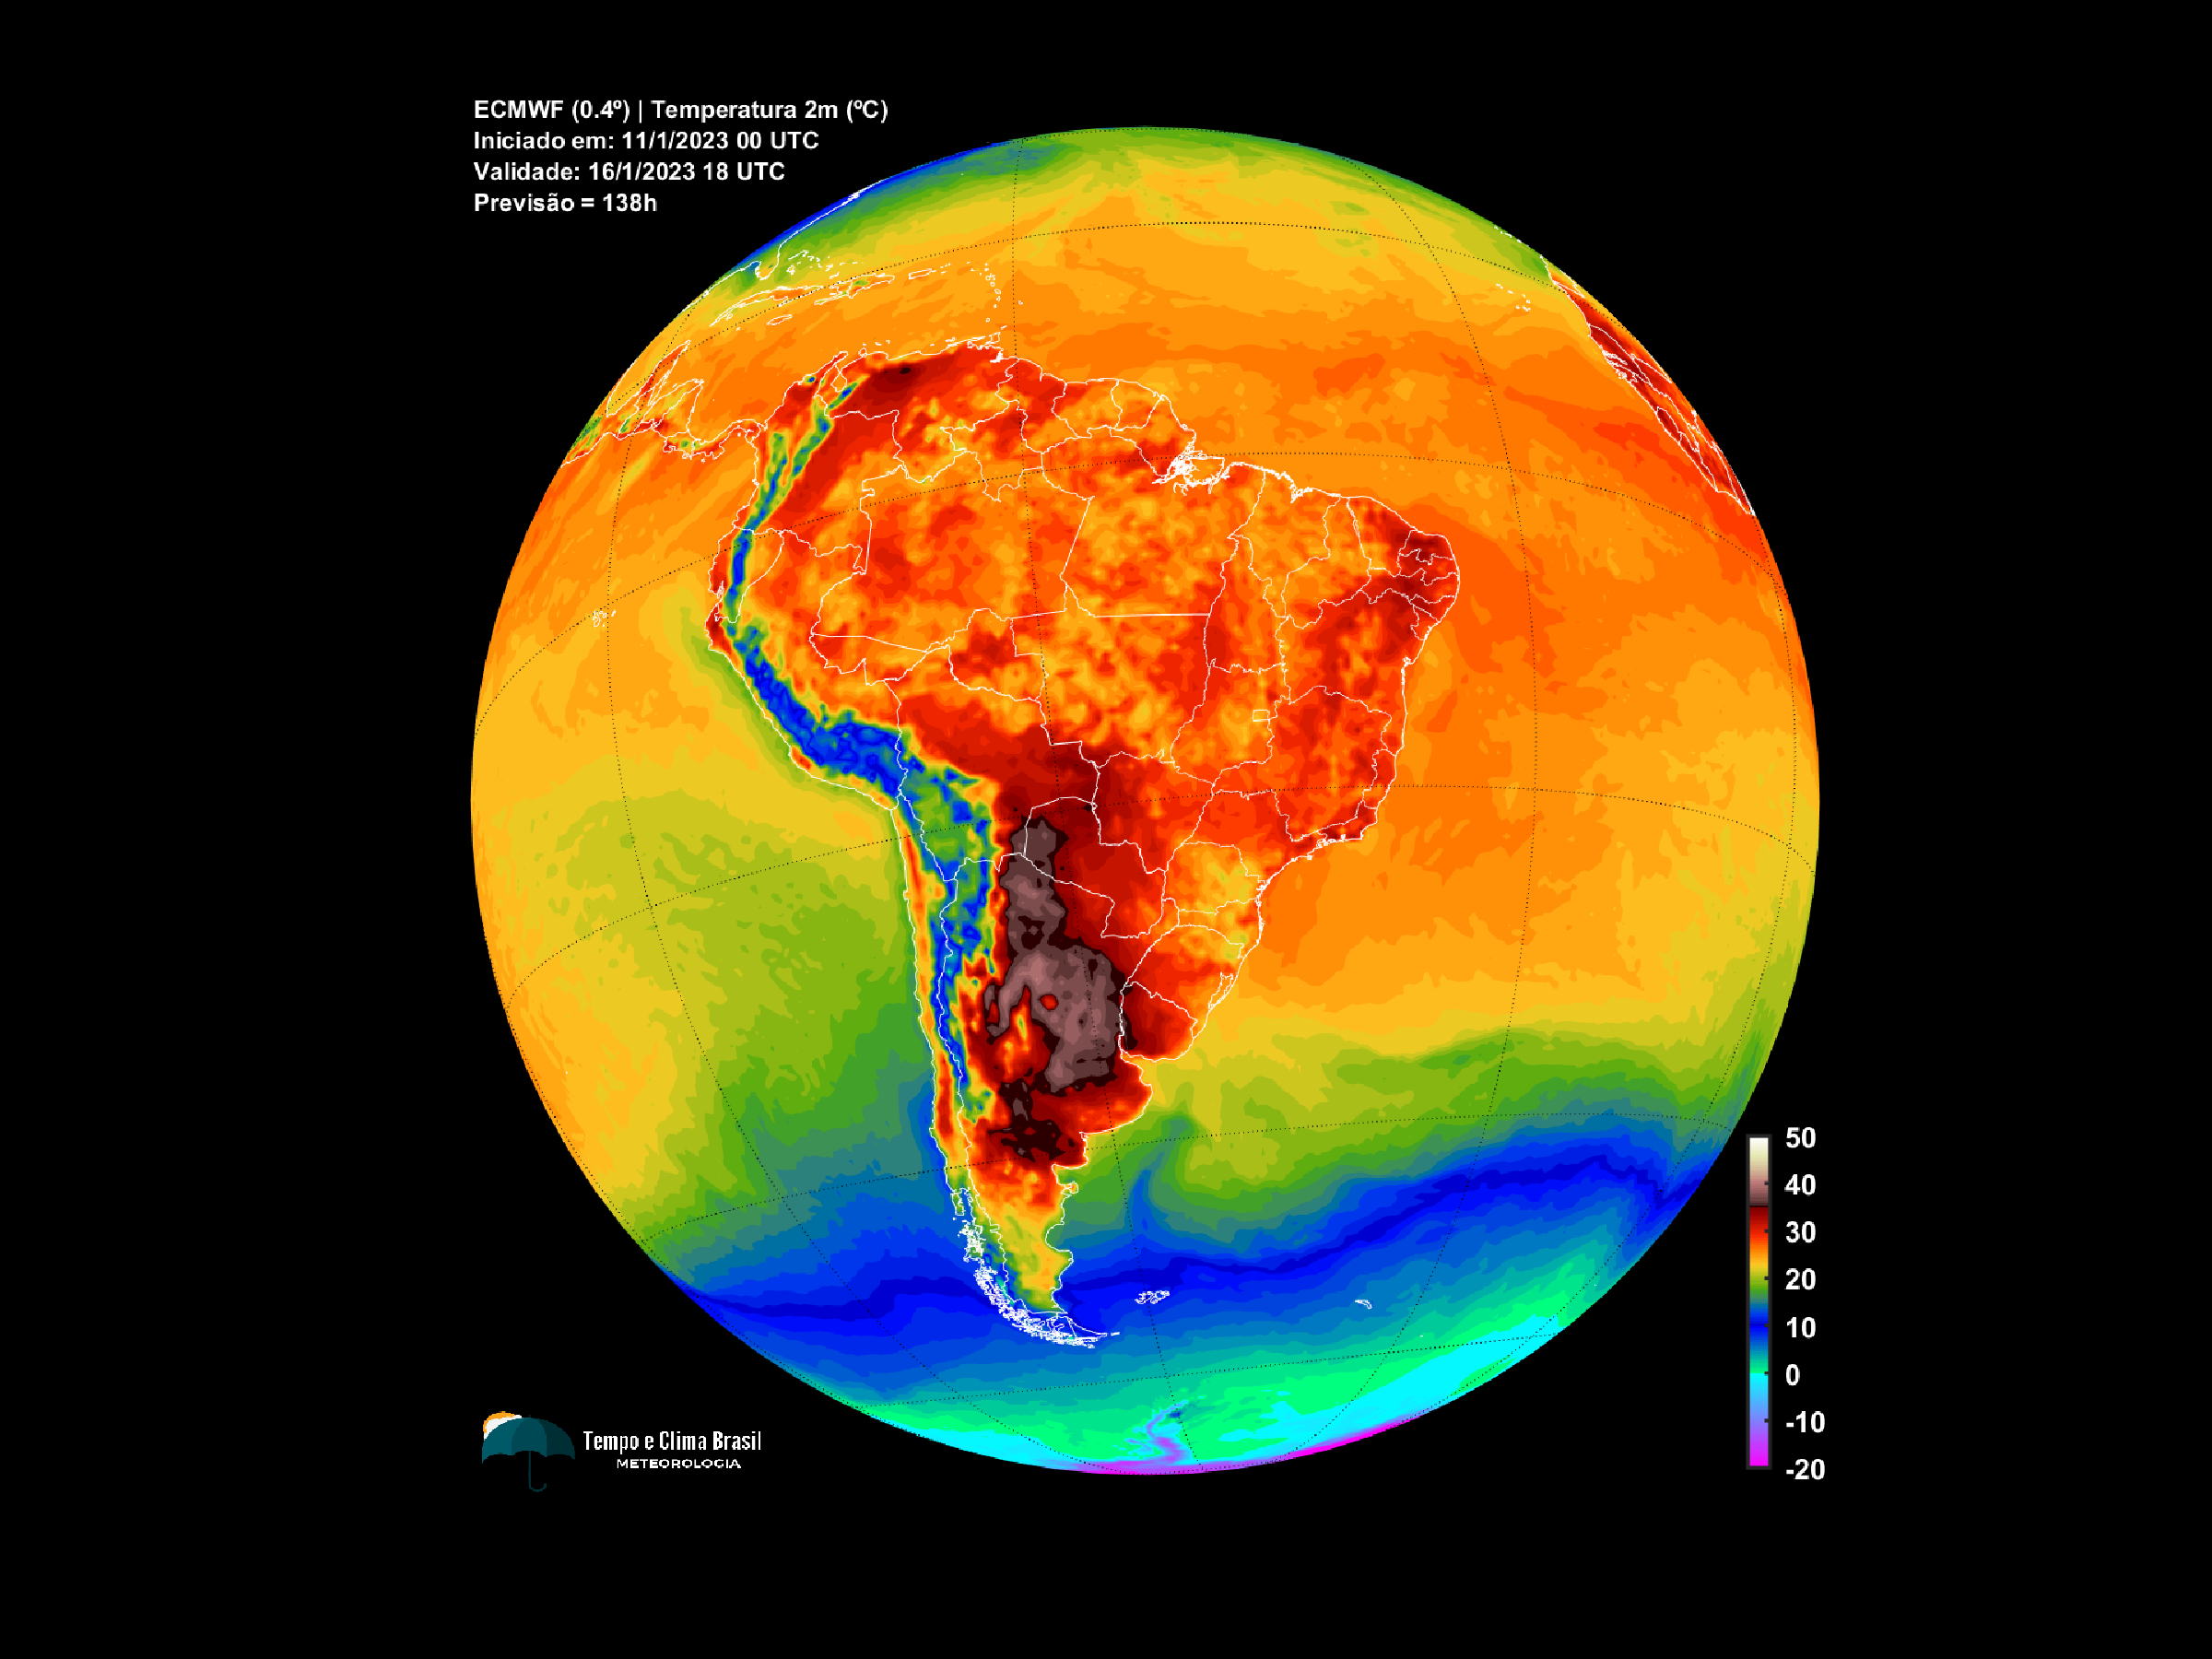 ECMWF (0.4º) | Temperatura 2m (ºC)
Iniciado em: 11/1/2023 00 UTC
Validade: 16/1/2023 18 UTC
Previsão = 138h
50
40
30
20
10
0
-10
-20
Tempo e Clima Brasil
METEOROLOGIA